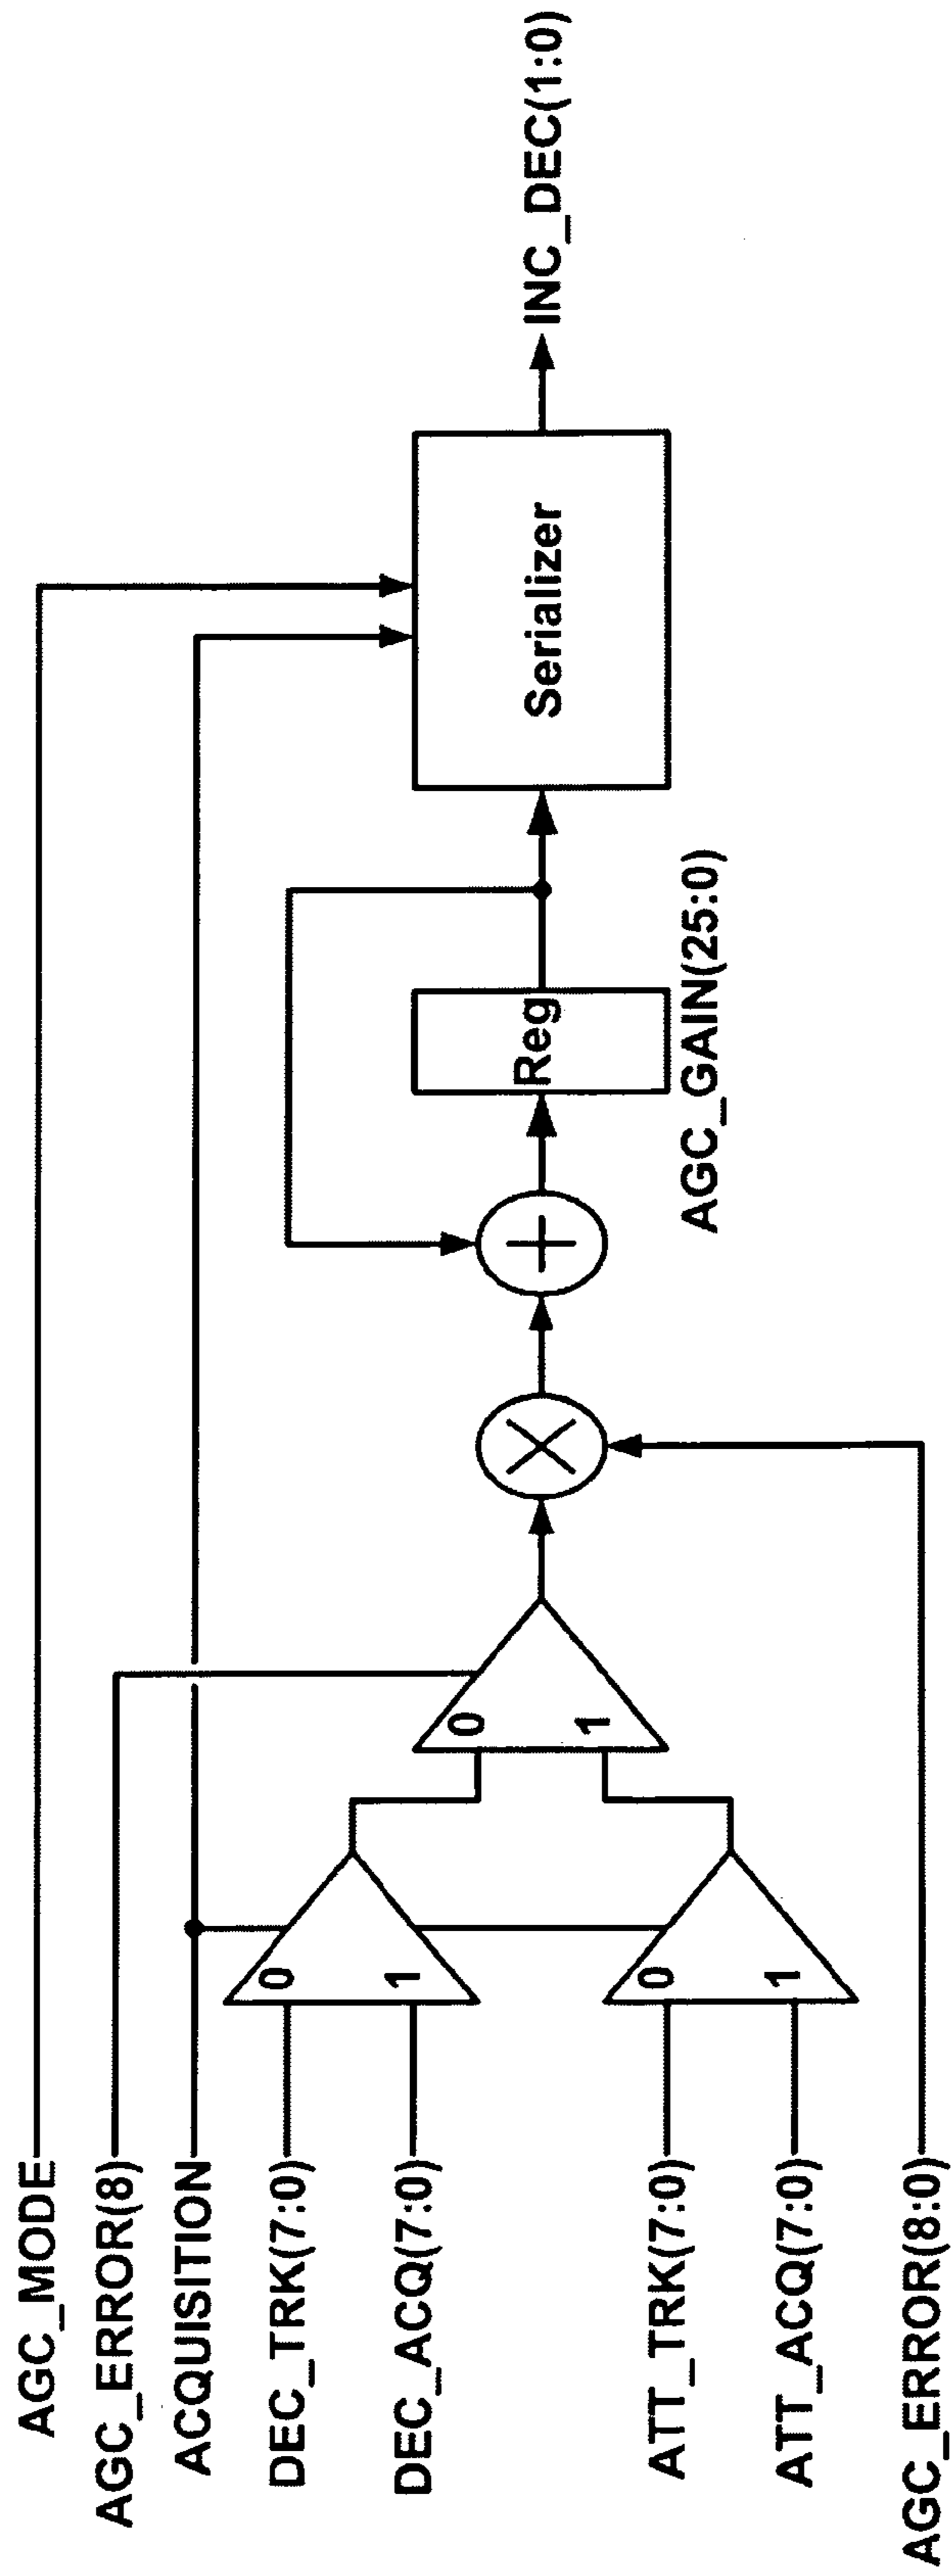 AGC_MODE
AGC_ERROR(8)
ACQUISITION
DEC_TRK(7:0)
0
DEC_ACQ(7:0)
1
0
1
ATT_TRK(7:0)
0
ATT_ACQ(7:0)
1
AGC_ERROR(8:0)
Reg
AGC_GAIN(25:0)
Serializer
INC_DEC(1:0)